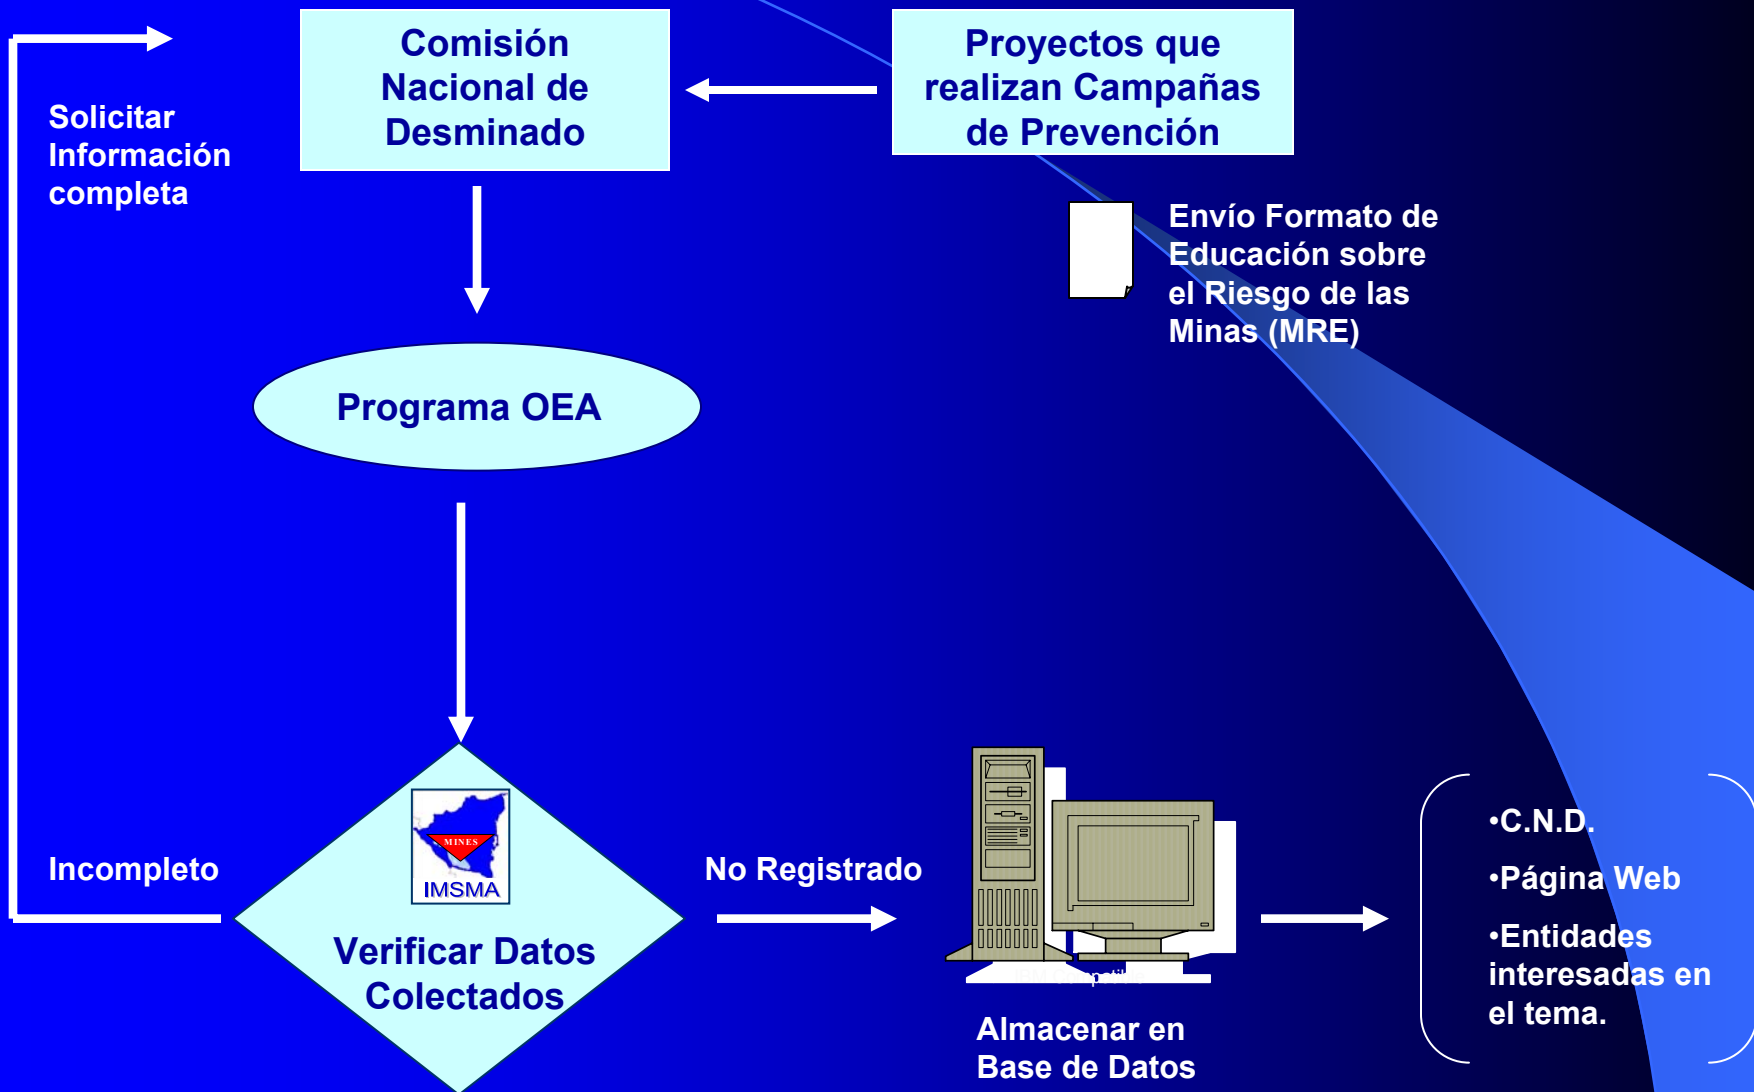 Comisión
Nacional de
Desminado
Proyectos que
realizan Campañas
de Prevención
Solicitar
Información
completa
Envío Formato de
Educación sobre
el Riesgo de las
Minas (MRE)
Programa OEA
Incompleto
MINES
IMSMA
Verificar Datos
Colectados
No Registrado
Almacenar en
Base de Datos
•C.N.D.
•Página Web
•Entidades
interesadas en
el tema.